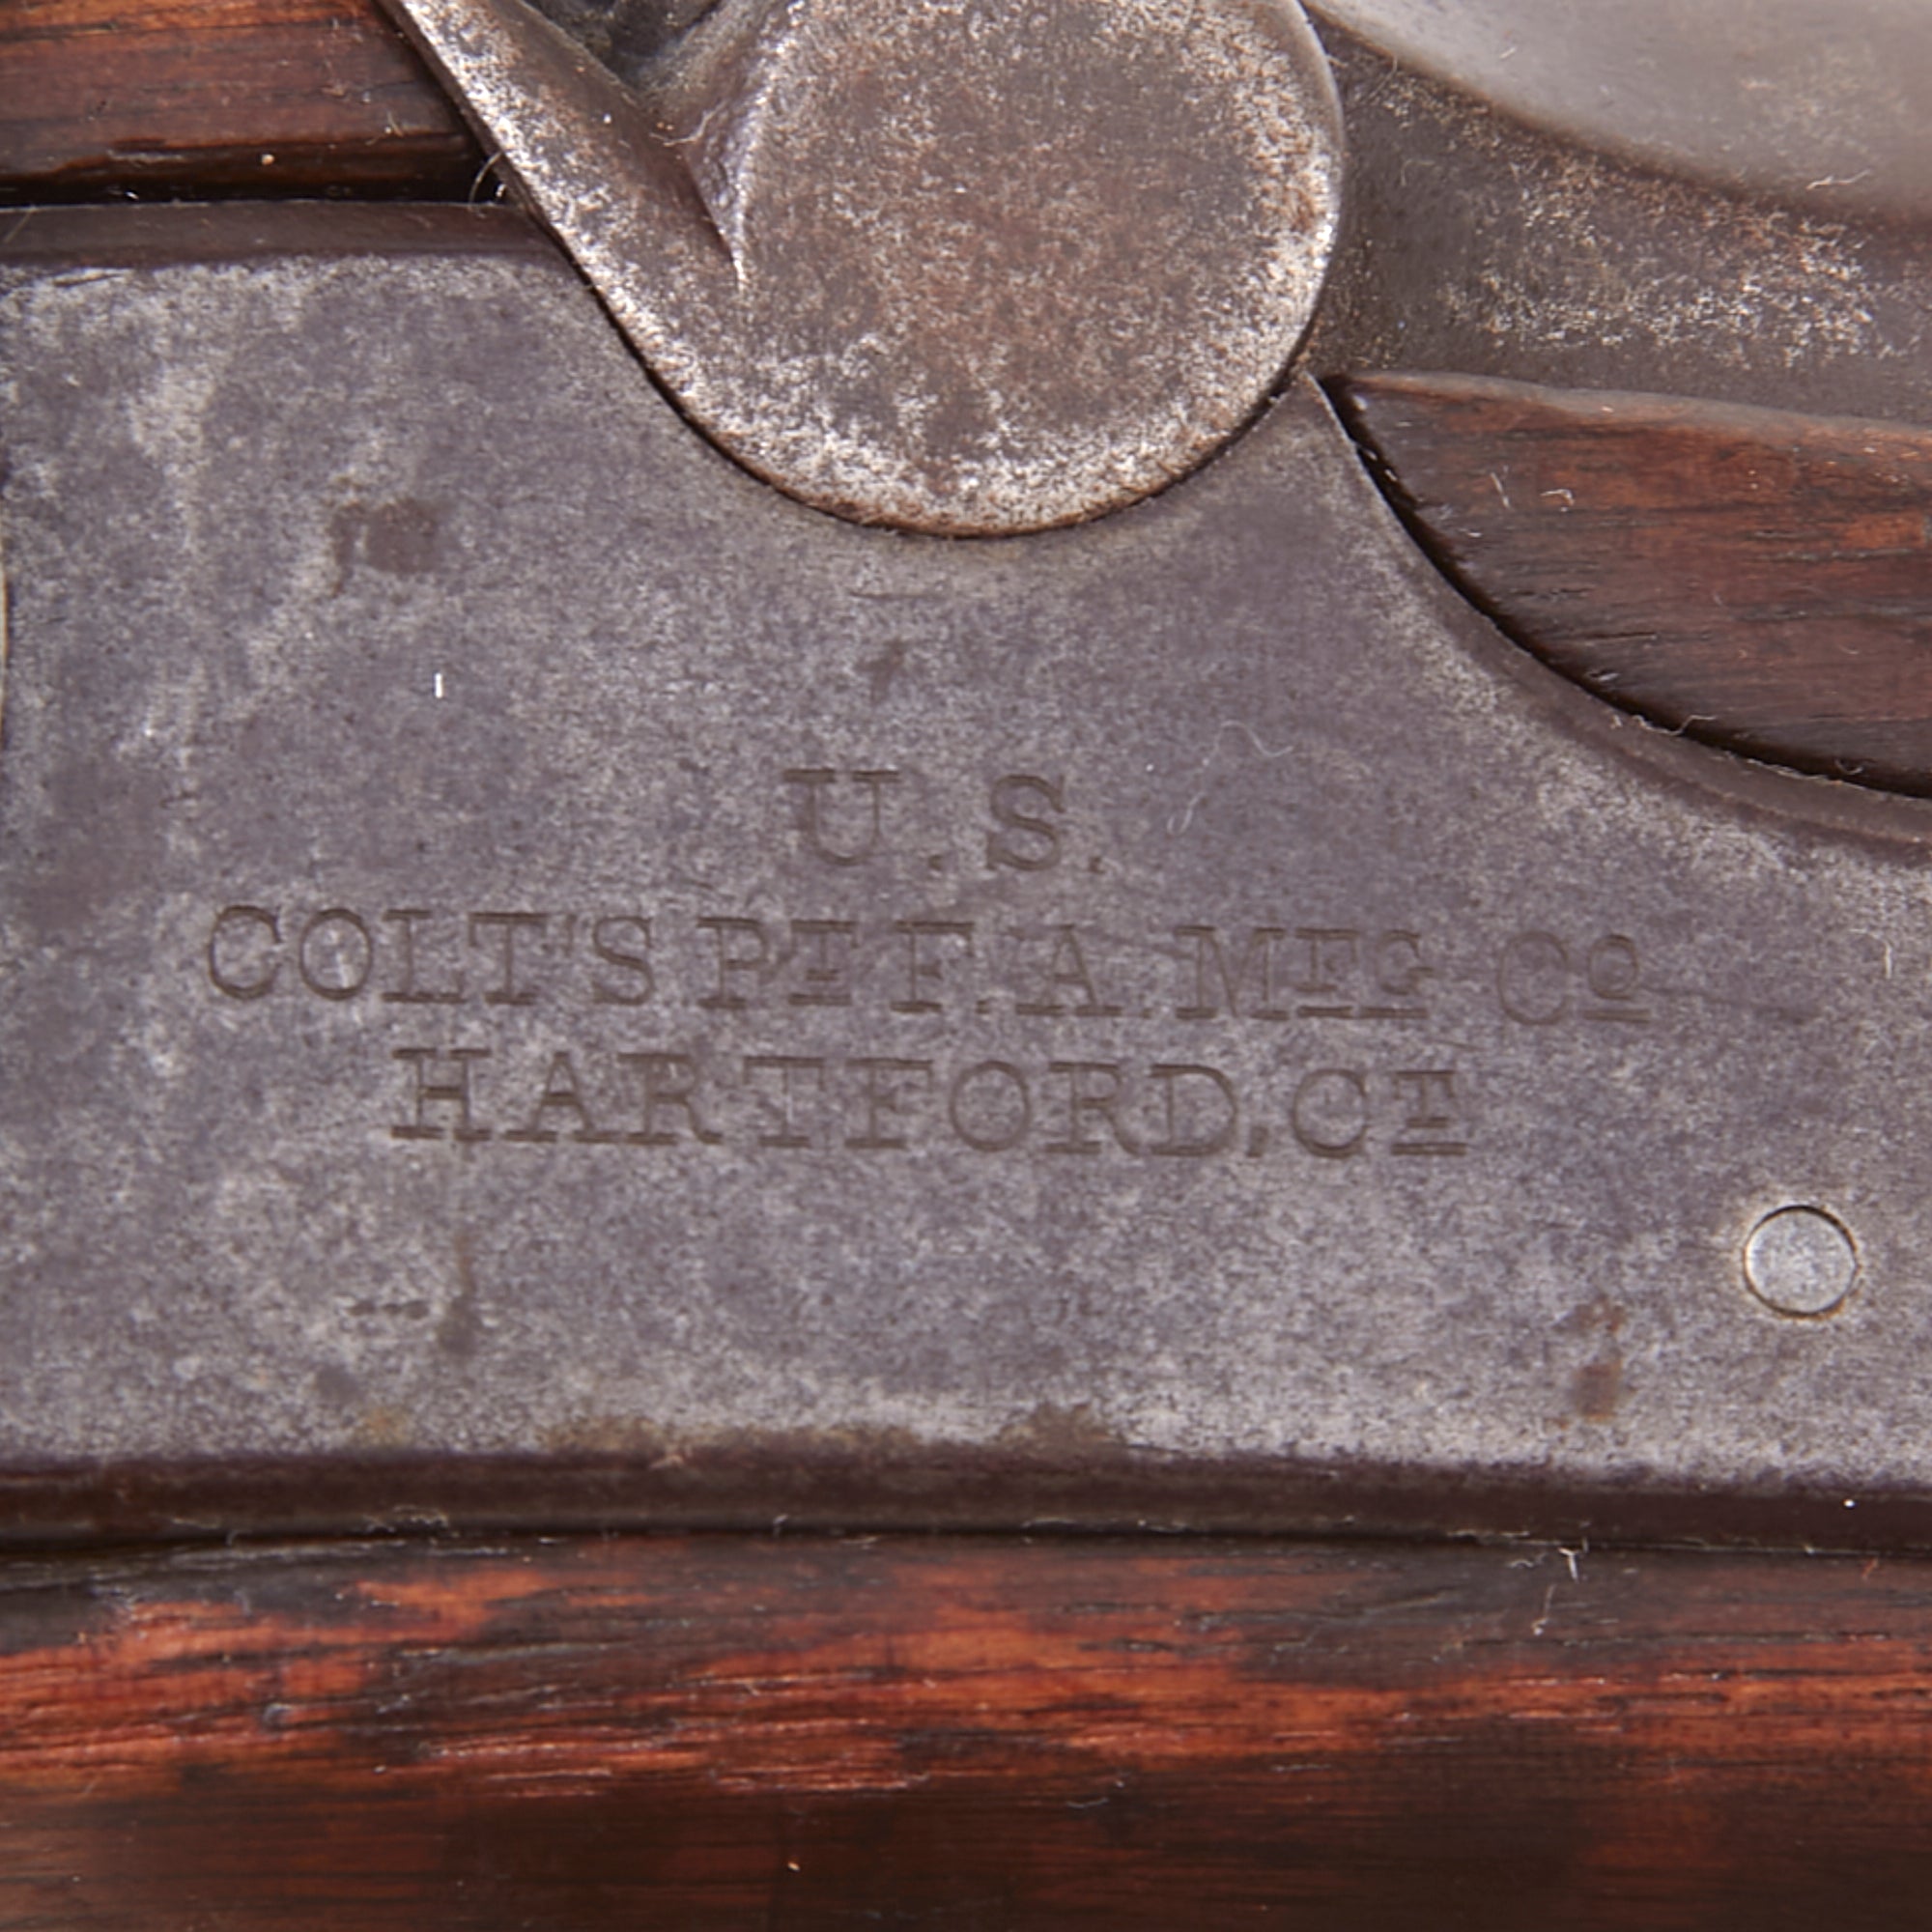 U.S.
COLT'S PT F.A. MFG CO
HARTFORD, CT